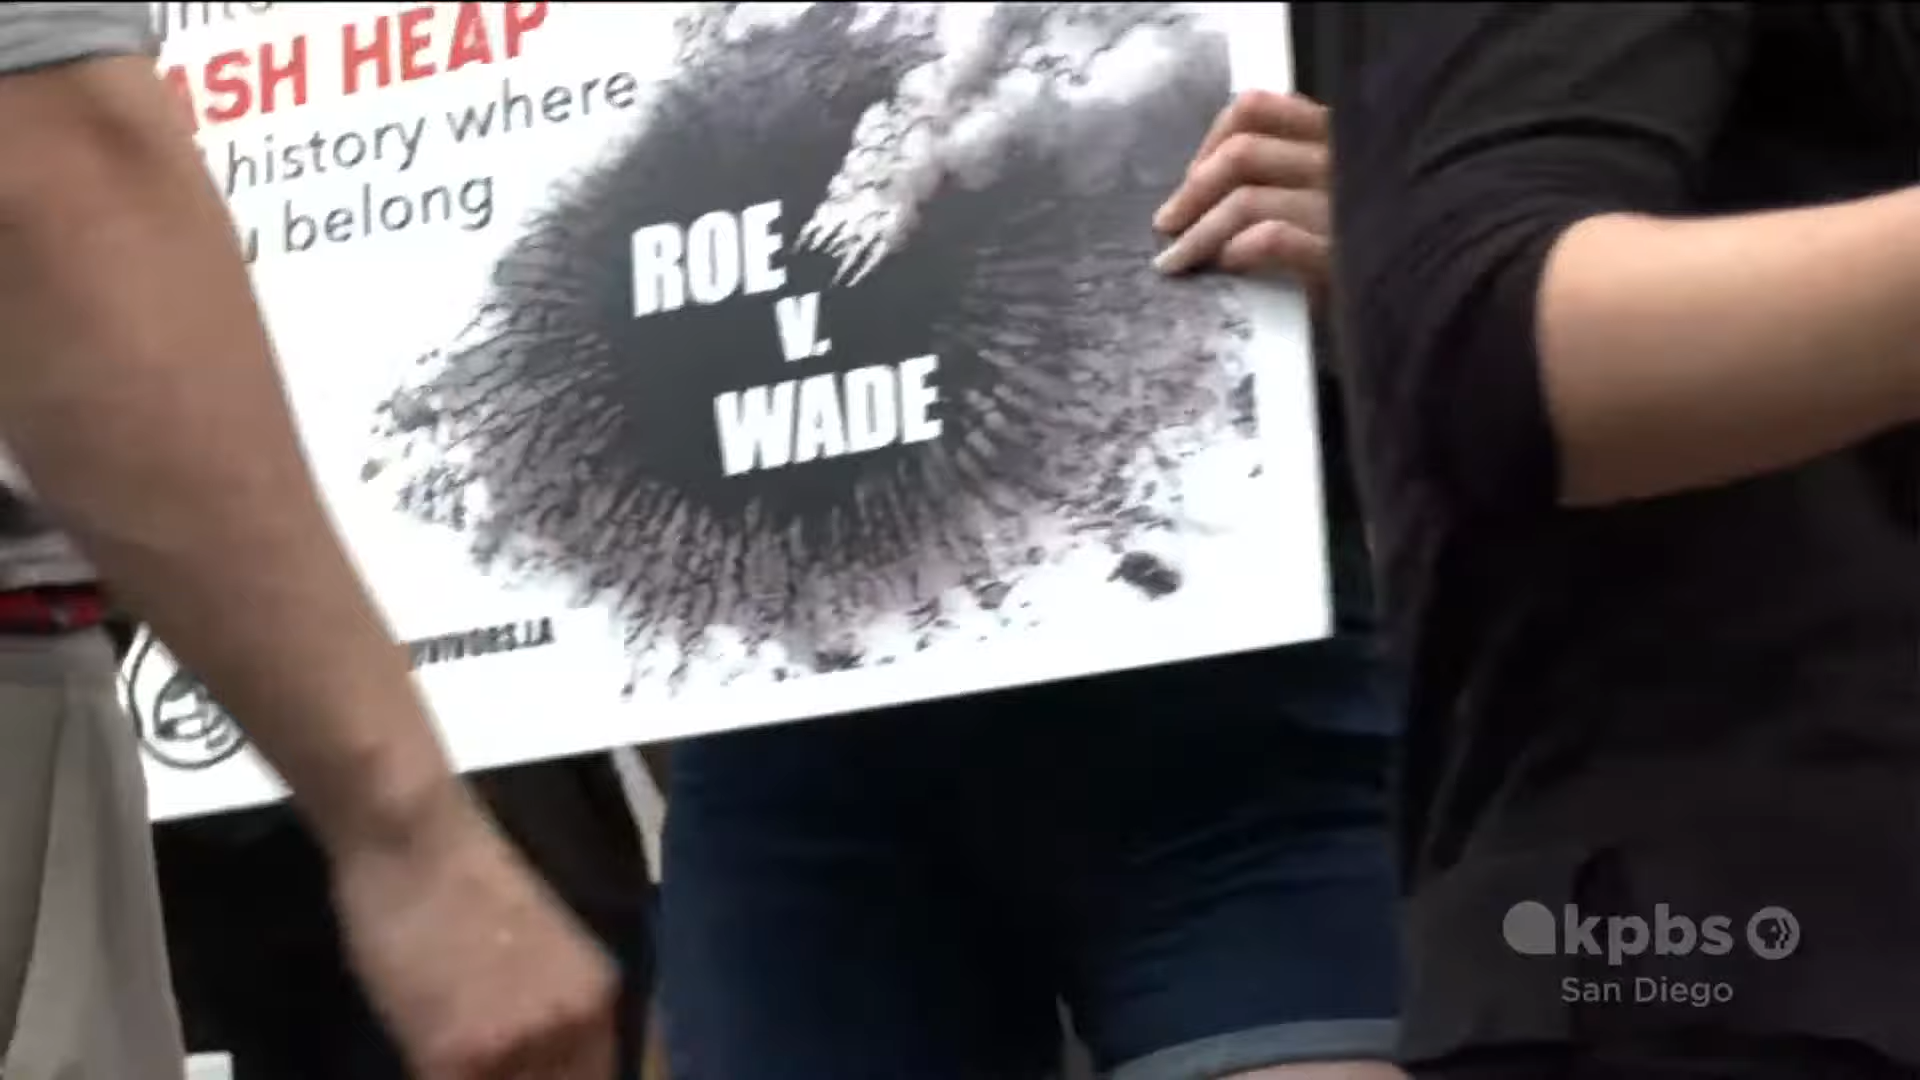 ASH HEAP
history where
belong
ROE
V.
WADE
kpbs
San Diego